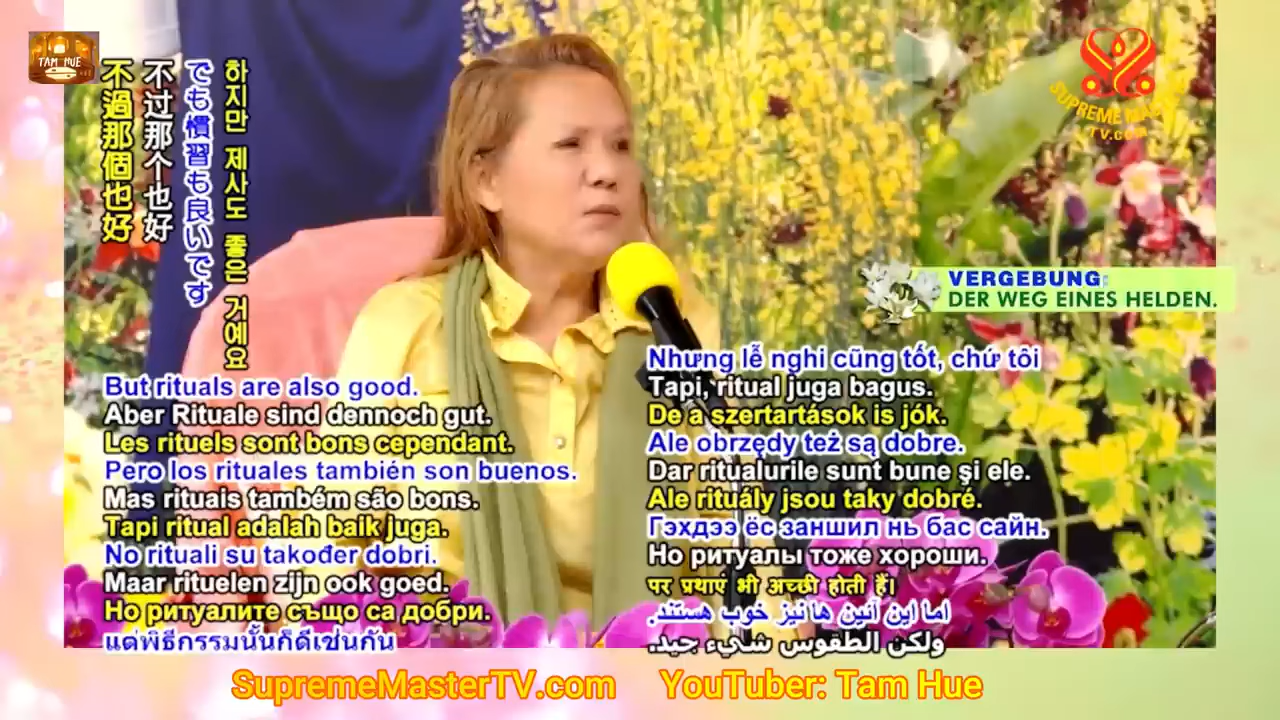 TAM HUE
不過那個也好
不过那个也好
でも慣習も良いです
하지만 제사도 좋은 거예요
SUPREME MASTER
TV.com
VERGEBUNG:
DER WEG EINES HELDEN.
But rituals are also good.
Aber Rituale sind dennoch gut.
Les rituels sont bons cependant.
Pero los rituales también son buenos.
Mas rituais também são bons.
Tapi ritual adalah baik juga.
No rituali su također dobri.
Maar rituelen zijn ook goed.
Но ритуалите също са добри.
แต่พิธีกรรมนั้นก็ดีเช่นกัน
Nhưng lễ nghi cũng tốt, chứ tôi
Tapi, ritual juga bagus.
De a szertartások is jók.
Ale obrzędy też są dobre.
Dar ritualurile sunt bune şi ele.
Ale rituály jsou taky dobré.
Гэхдээ ёс заншил нь бас сайн.
Но ритуалы тоже хороши.
पर प्रथाएं भी अच्छी होती हैं।
اما این آئین ها نیز خوب هستند.
ولكن الطقوس شيء جيد.
SupremeMasterTV.com YouTuber: Tam Hue